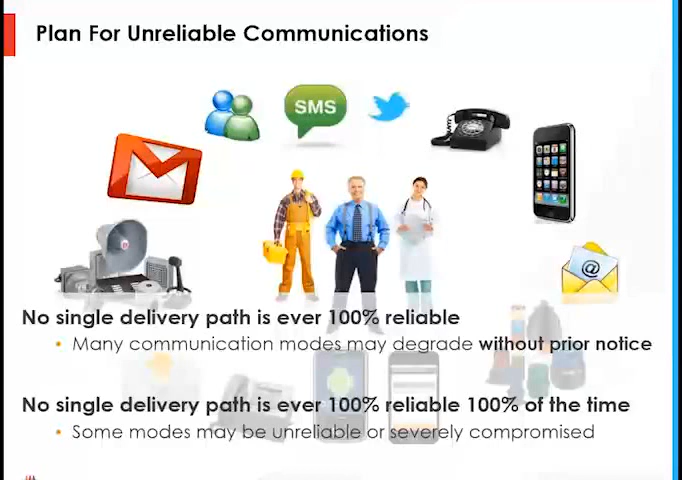 Plan For Unreliable Communications
SMS
@
No single delivery path is ever 100% reliable
• Many communication modes may degrade without prior notice
No single delivery path is ever 100% reliable 100% of the time
• Some modes may be unreliable or severely compromised